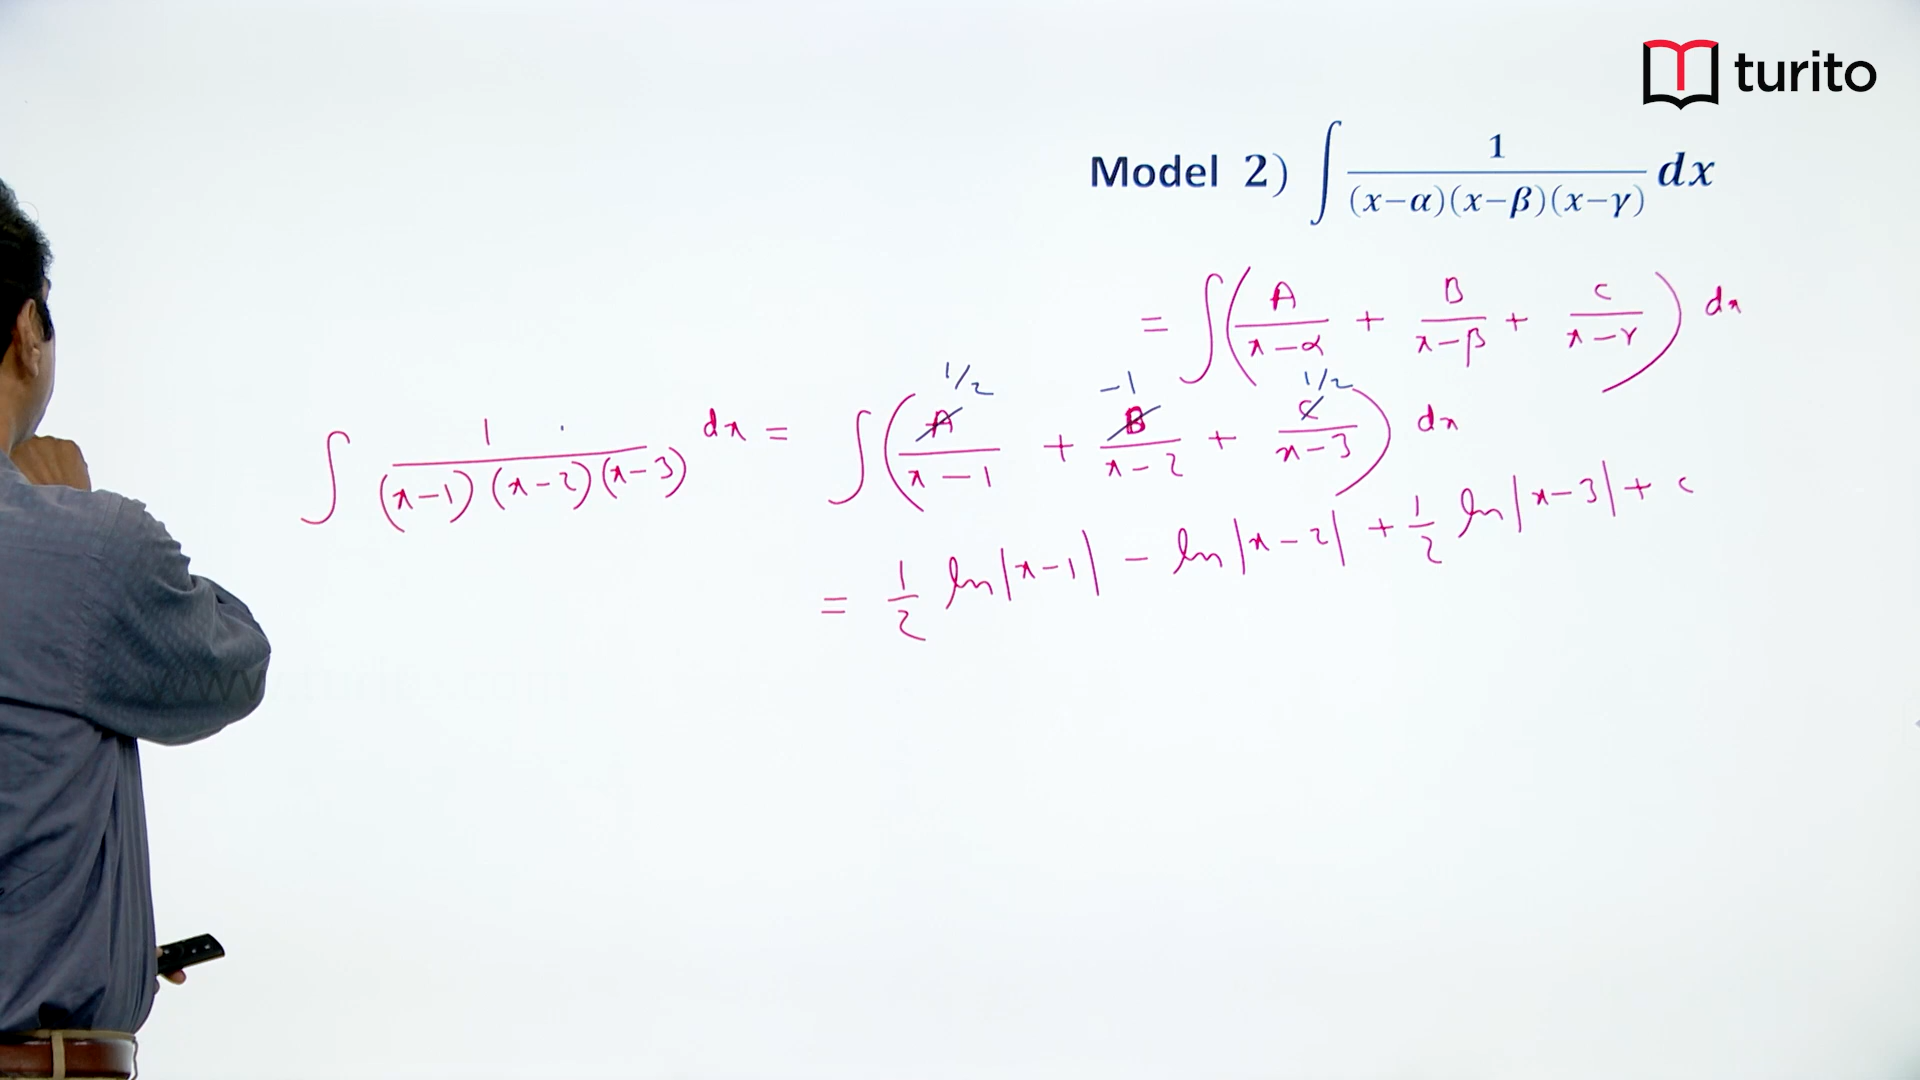 turito
Model 2) ∫ 1/((x−α)(x−β)(x−γ)) dx
= ∫ (A/(x−α) + B/(x−β) + C/(x−γ)) dx
∫ 1/((x−1)(x−2)(x−3)) dx = ∫ (A̸ 1/2/(x−1) + B̸ −1/(x−2) + C̸ 1/2/(x−3)) dx
= 1/2 ln|x−1| − ln|x−2| + 1/2 ln|x−3| + c